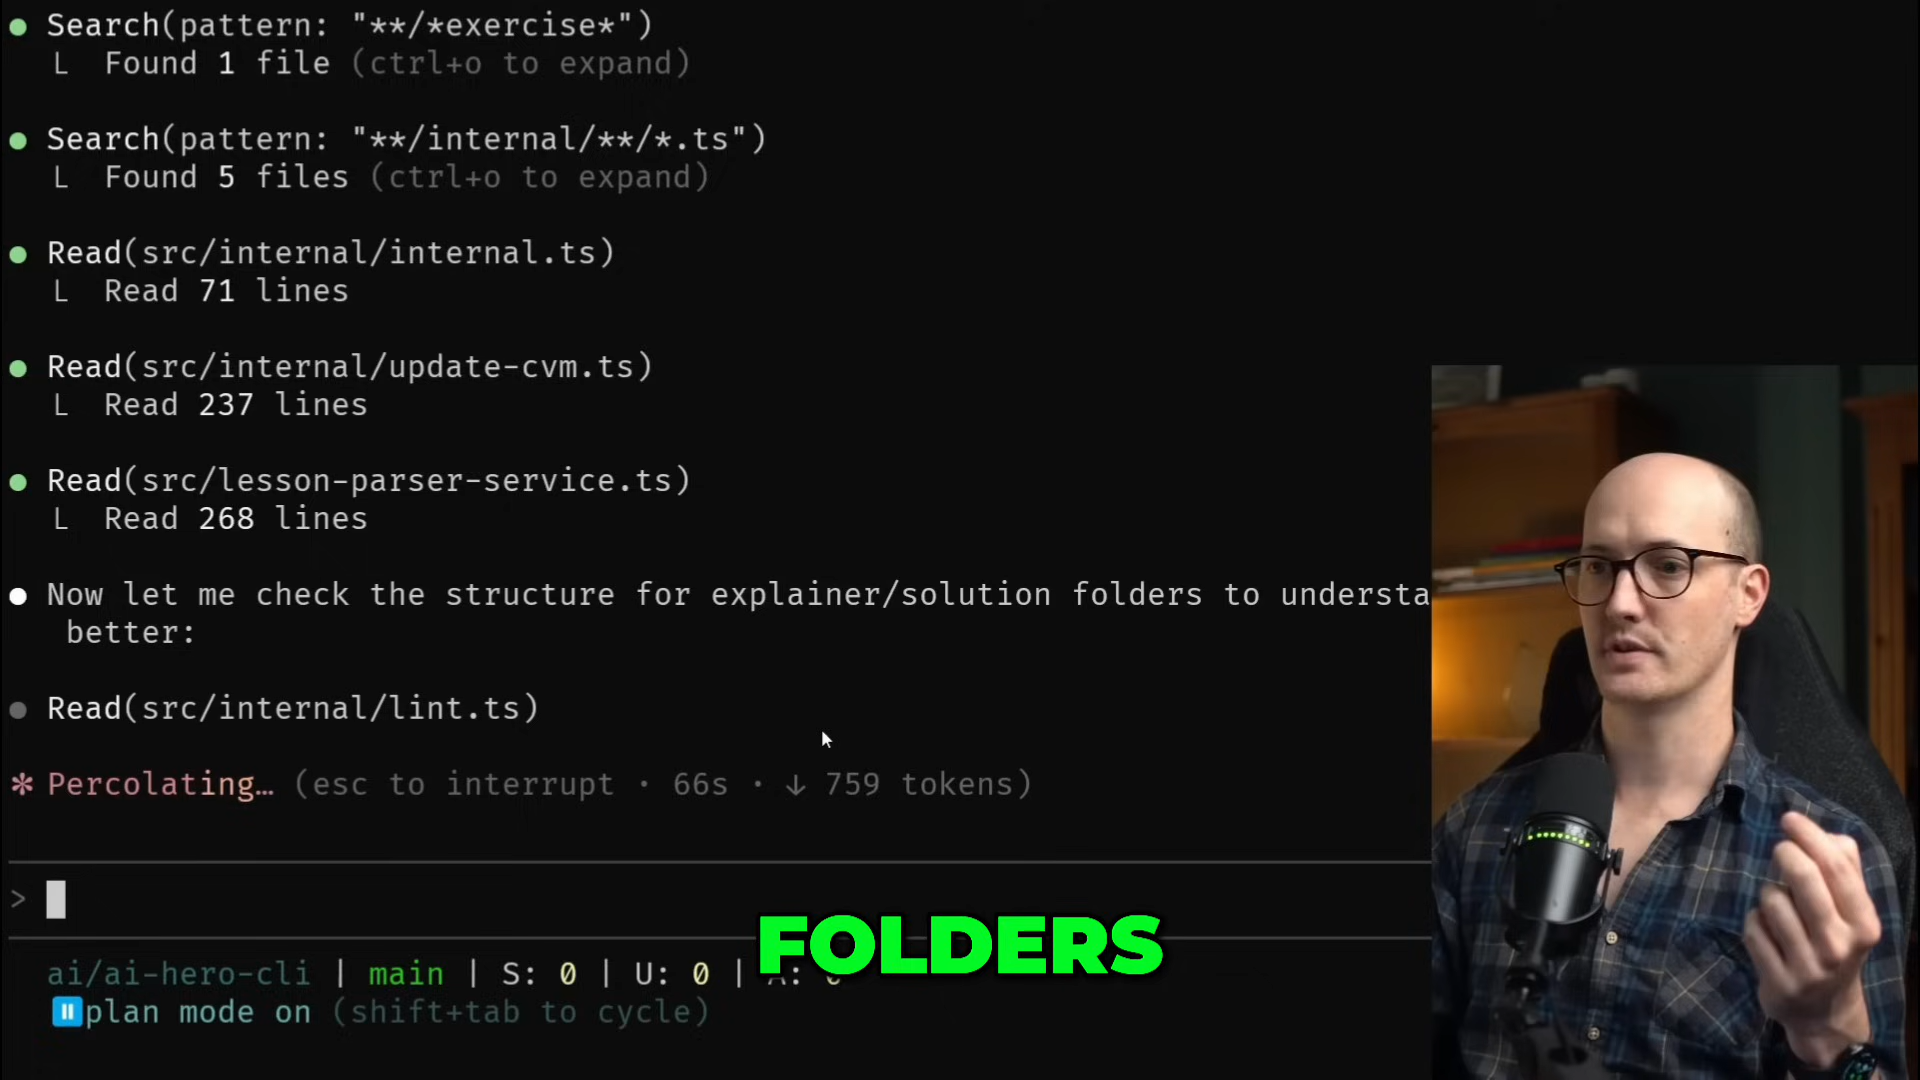 ● Search(pattern: "**/*exercise*")
L Found 1 file (ctrl+o to expand)
● Search(pattern: "**/internal/**/*.ts")
L Found 5 files (ctrl+o to expand)
● Read(src/internal/internal.ts)
L Read 71 lines
● Read(src/internal/update-cvm.ts)
L Read 237 lines
● Read(src/lesson-parser-service.ts)
L Read 268 lines
● Now let me check the structure for explainer/solution folders to understa
better:
● Read(src/internal/lint.ts)
✻ Percolating… (esc to interrupt · 66s · ↓ 759 tokens)
>
FOLDERS
ai/ai-hero-cli | main | S: 0 | U: 0 |
⏸plan mode on (shift+tab to cycle)